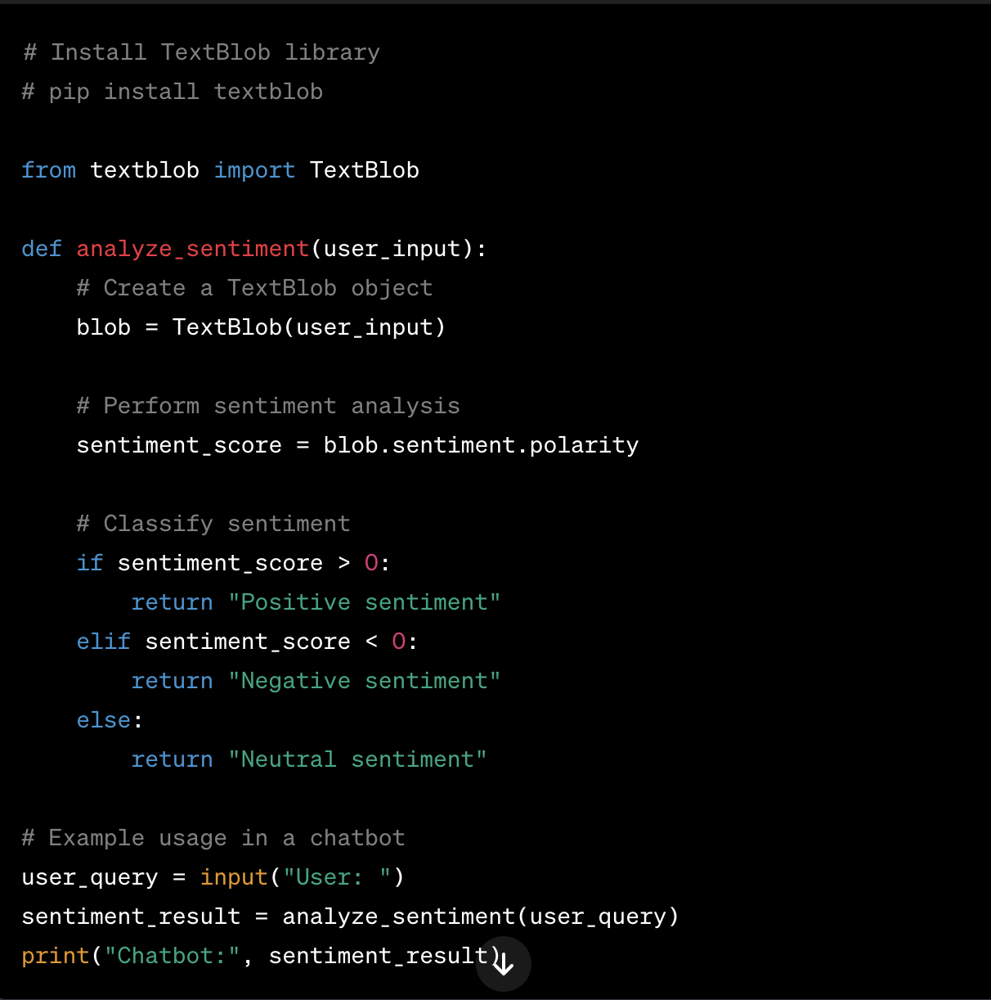 # Install TextBlob library
# pip install textblob
from textblob import TextBlob
def analyze_sentiment(user_input):
    # Create a TextBlob object
    blob = TextBlob(user_input)
    # Perform sentiment analysis
    sentiment_score = blob.sentiment.polarity
    # Classify sentiment
    if sentiment_score > 0:
        return "Positive sentiment"
    elif sentiment_score < 0:
        return "Negative sentiment"
    else:
        return "Neutral sentiment"
# Example usage in a chatbot
user_query = input("User: ")
sentiment_result = analyze_sentiment(user_query)
print("Chatbot:", sentiment_result)